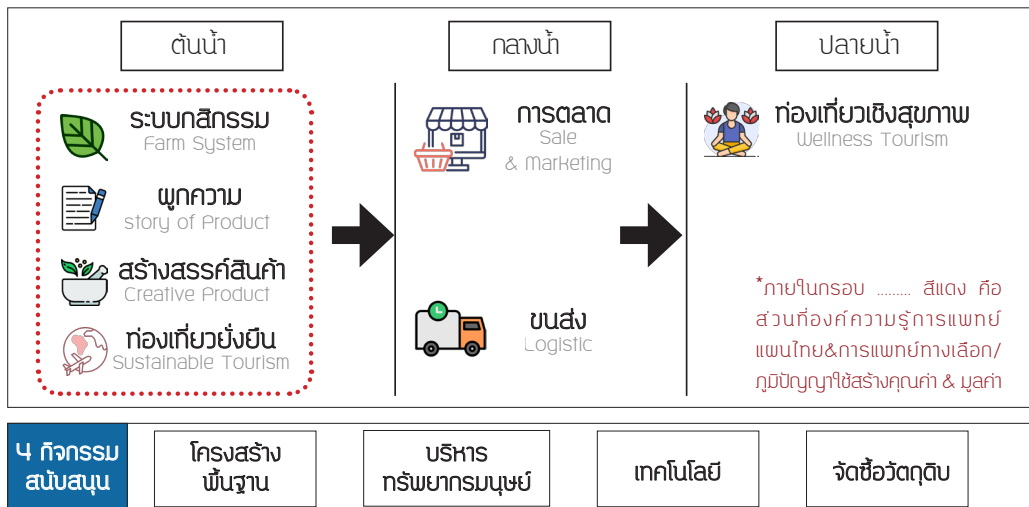 ต้นน้ำ
กลางน้ำ
ปลายน้ำ
ระบบกสิกรรม
Farm System
ผูกความ
story of Product
สร้างสรรค์สินค้า
Creative Product
ท่องเที่ยวยั่งยืน
Sustainable Tourism
การตลาด
Sale
& Marketing
ขนส่ง
Logistic
ท่องเที่ยวเชิงสุขภาพ
Wellness Tourism
*ภายในกรอบ ......... สีแดง คือ
ส่วนที่องค์ความรู้การแพทย์
แผนไทย&การแพทย์ทางเลือก/
ภูมิปัญญาใช้สร้างคุณค่า & มูลค่า
4 กิจกรรม
สนับสนุน
โครงสร้าง
พื้นฐาน
บริหาร
ทรัพยากรมนุษย์
เทคโนโลยี
จัดซื้อวัตถุดิบ